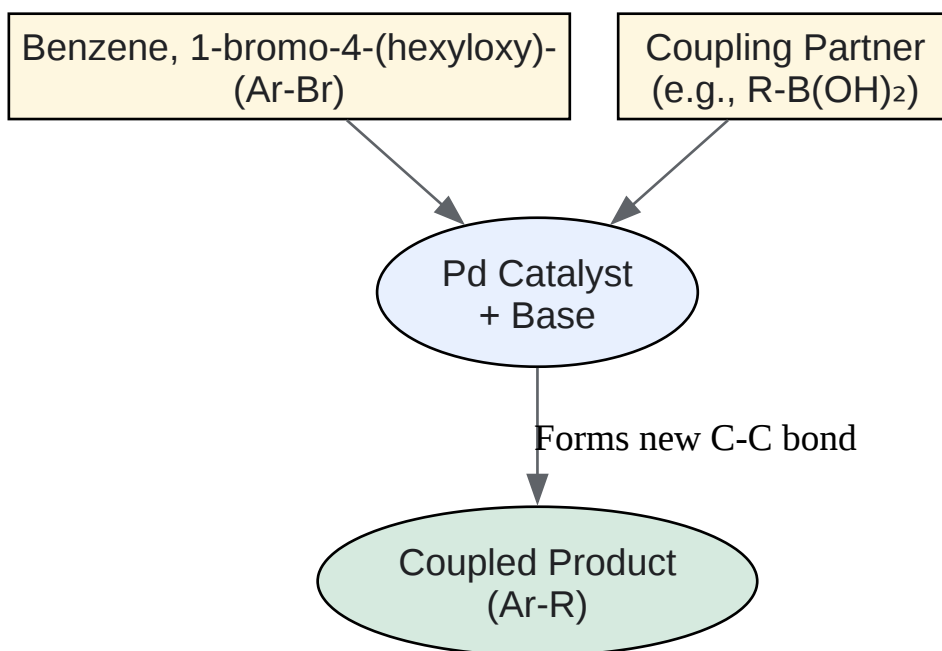 Benzene, 1-bromo-4-(hexyloxy)-
(Ar-Br)
Coupling Partner
(e.g., R-B(OH)₂)
Pd Catalyst
+ Base
Forms new C-C bond
Coupled Product
(Ar-R)